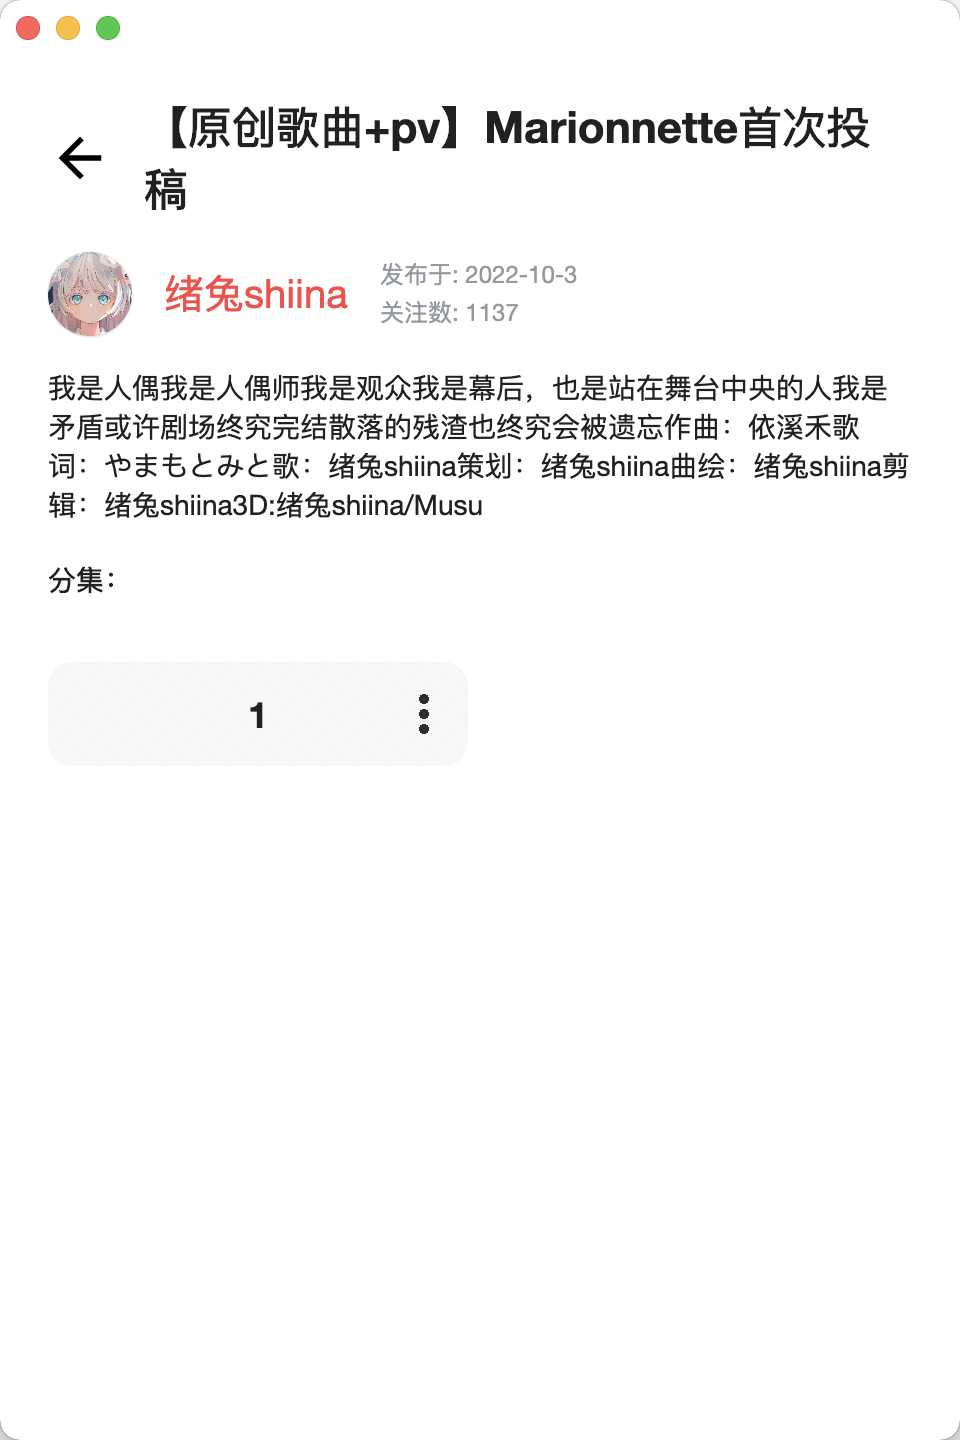 【原创歌曲+pv】Marionnette首次投
稿
绪兔shiina
发布于: 2022-10-3
关注数: 1137
我是人偶我是人偶师我是观众我是幕后，也是站在舞台中央的人我是
矛盾或许剧场终究完结散落的残渣也终究会被遗忘作曲：依溪禾歌
词：やまもとみと歌：绪兔shiina策划：绪兔shiina曲绘：绪兔shiina剪
辑：绪兔shiina3D:绪兔shiina/Musu
分集：
1